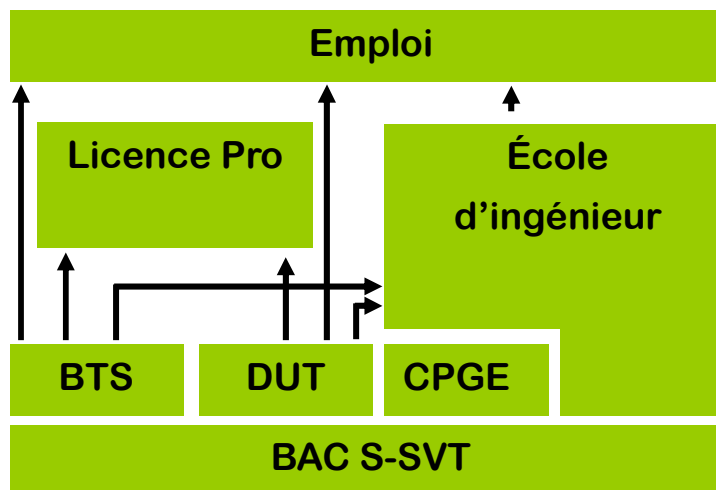 Emploi
Licence Pro
École
d’ingénieur
BTS
DUT
CPGE
BAC S-SVT